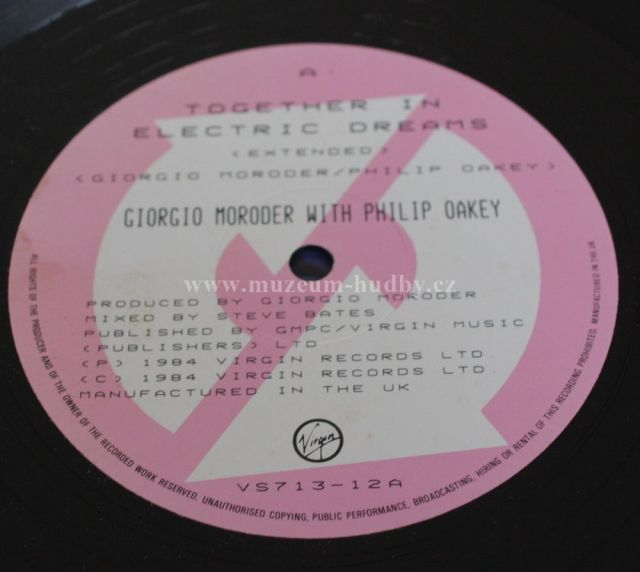 A
TOGETHER IN
ELECTRIC DREAMS
<EXTENDED>
<GIORGIO MORODER/PHILIP OAKEY>
GIORGIO MORODER WITH PHILIP OAKEY
www.muzeum-hudby.cz
PRODUCED BY GIORGIO MORODER
MIXED BY STEVE BATES
PUBLISHED BY GMPC/VIRGIN MUSIC
<PUBLISHERS> LTD.
<P> 1984 VIRGIN RECORDS LTD.
<C> 1984 VIRGIN RECORDS LTD.
MANUFACTURED IN THE UK
Virgin
VS713-12A
ALL RIGHTS OF THE PRODUCER AND OF THE OWNER OF THE RECORDED WORK RESERVED. UNAUTHORISED COPYING, PUBLIC PERFORMANCE, BROADCASTING, HIRING OR RENTAL OF THIS RECORDING PROHIBITED. MANUFACTURED IN THE UK